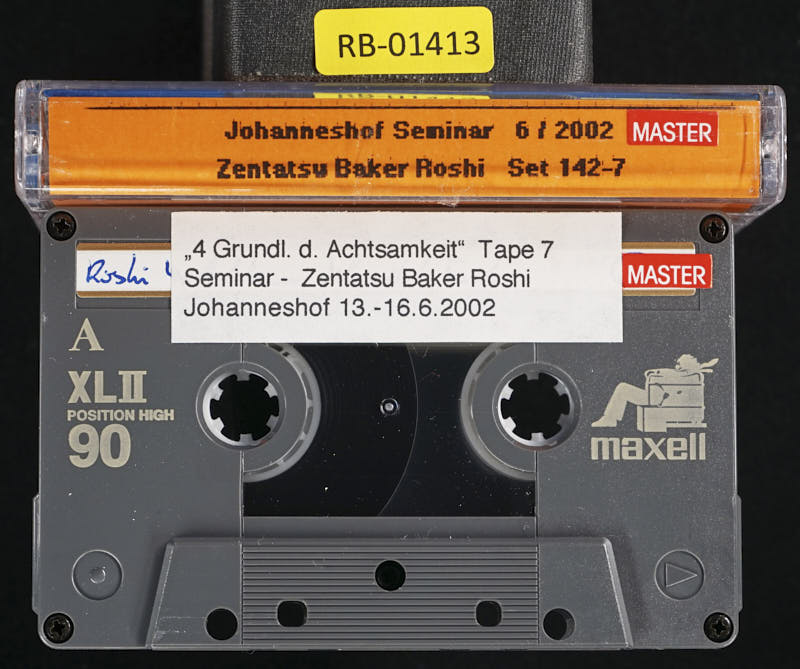 RB-01413
Johanneshof Seminar 6 / 2002 MASTER
Zentatsu Baker Roshi Set 142-7
„4 Grundl. d. Achtsamkeit“ Tape 7
Seminar - Zentatsu Baker Roshi
Johanneshof 13.-16.6.2002
Roshi
MASTER
A
XLII
POSITION HIGH
90
maxell